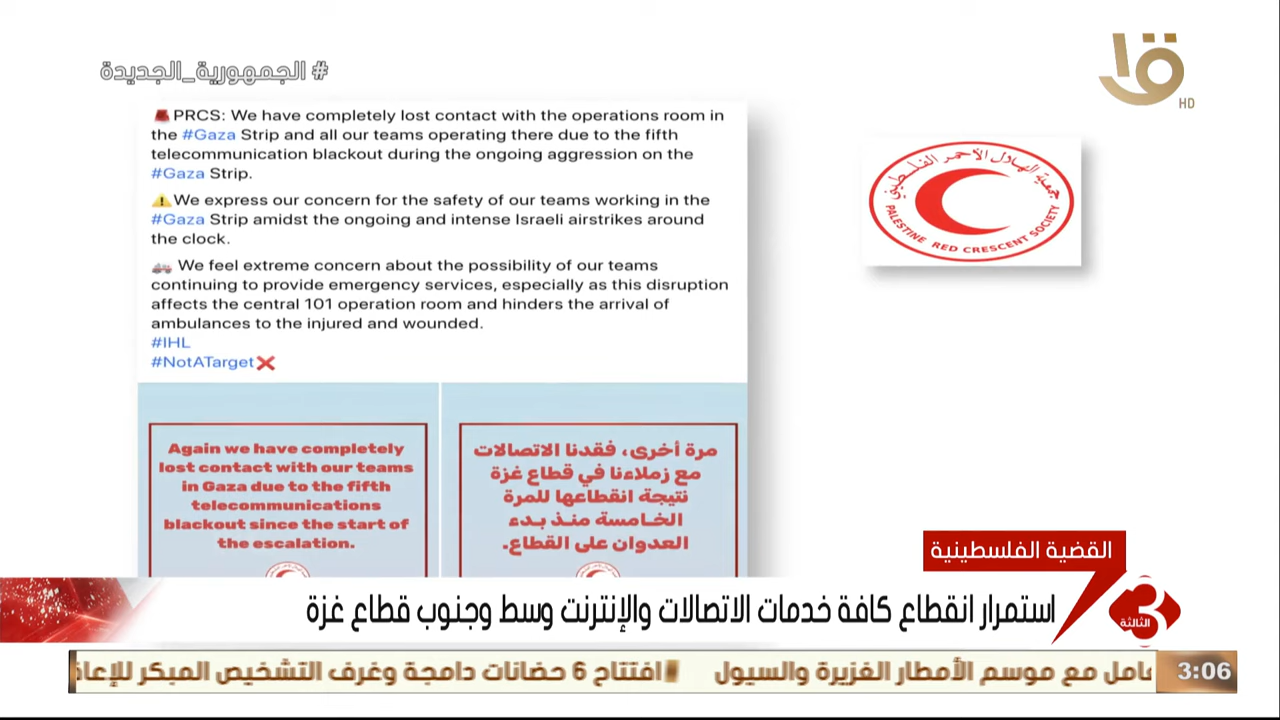 # الجمهورية_الجديدة
HD
PRCS: We have completely lost contact with the operations room in
the #Gaza Strip and all our teams operating there due to the fifth
telecommunication blackout during the ongoing aggression on the
#Gaza Strip.
We express our concern for the safety of our teams working in the
#Gaza Strip amidst the ongoing and intense Israeli airstrikes around
the clock.
We feel extreme concern about the possibility of our teams
continuing to provide emergency services, especially as this disruption
affects the central 101 operation room and hinders the arrival of
ambulances to the injured and wounded.
#IHL
#NotATarget
جمعية الهلال الأحمر الفلسطيني
PALESTINE RED CRESCENT SOCIETY
Again we have completely
lost contact with our teams
in Gaza due to the fifth
telecommunications
blackout since the start of
the escalation.
مرة أخرى، فقدنا الاتصالات
مع زملاءنا في قطاع غزة
نتيجة انقطاعها للمرة
الخامسة منذ بدء
العدوان على القطاع.
القضية الفلسطينية
3 الثالثة
استمرار انقطاع كافة خدمات الاتصالات والإنترنت وسط وجنوب قطاع غزة
مع موسم الأمطار الغزيرة والسيول
افتتاح 6 حضانات دامجة وغرف التشخيص المبكر
3:06